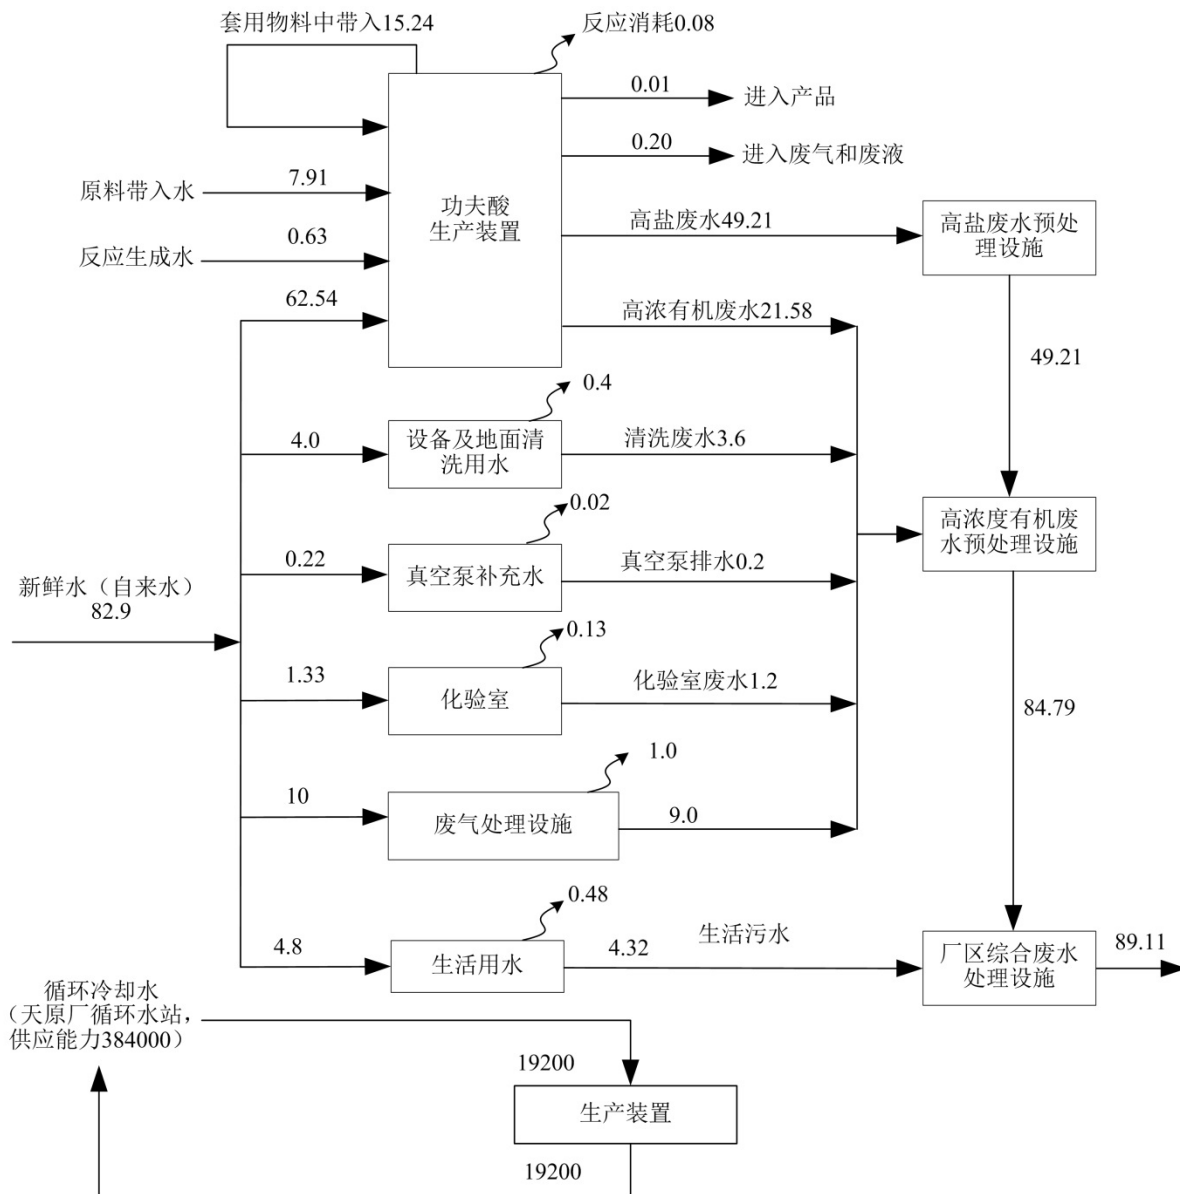 套用物料中带入15.24
反应消耗0.08
0.01
进入产品
0.20
进入废气和废液
原料带入水
7.91
功夫酸
生产装置
反应生成水
0.63
高盐废水49.21
高盐废水预处
理设施
62.54
高浓有机废水21.58
49.21
0.4
4.0
设备及地面清
洗用水
清洗废水3.6
0.02
高浓度有机废
水预处理设施
0.22
真空泵补充水
真空泵排水0.2
新鲜水（自来水）
82.9
0.13
1.33
化验室
化验室废水1.2
84.79
1.0
10
废气处理设施
9.0
0.48
4.8
生活用水
4.32
生活污水
厂区综合废水
处理设施
89.11
循环冷却水
（天原厂循环水站，
供应能力384000）
19200
生产装置
19200